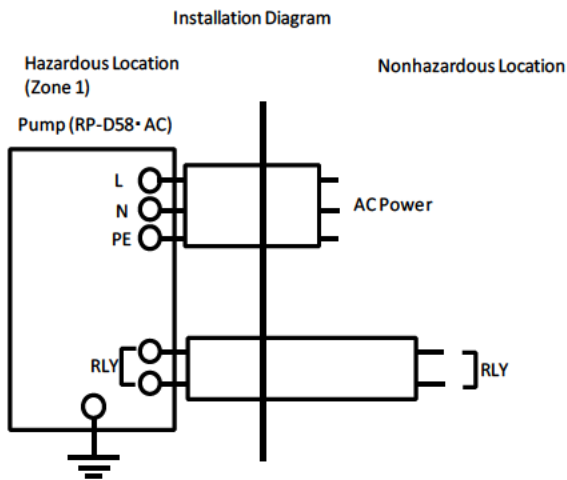 Installation Diagram
Hazardous Location
(Zone 1)
Nonhazardous Location
Pump (RP-D58・AC)
L
N
PE
AC Power
RLY
RLY